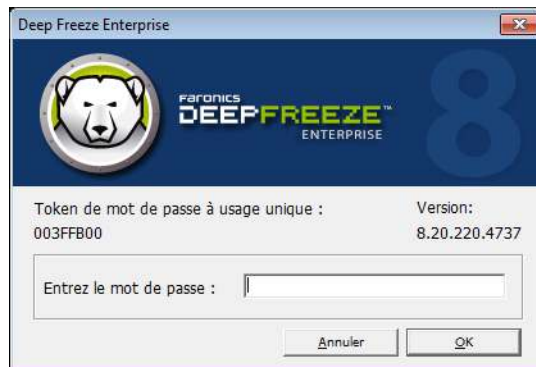 Deep Freeze Enterprise
Faronics
DEEPFREEZE™
ENTERPRISE
8
Token de mot de passe à usage unique :
003FFB00
Version:
8.20.220.4737
Entrez le mot de passe :
Annuler
OK